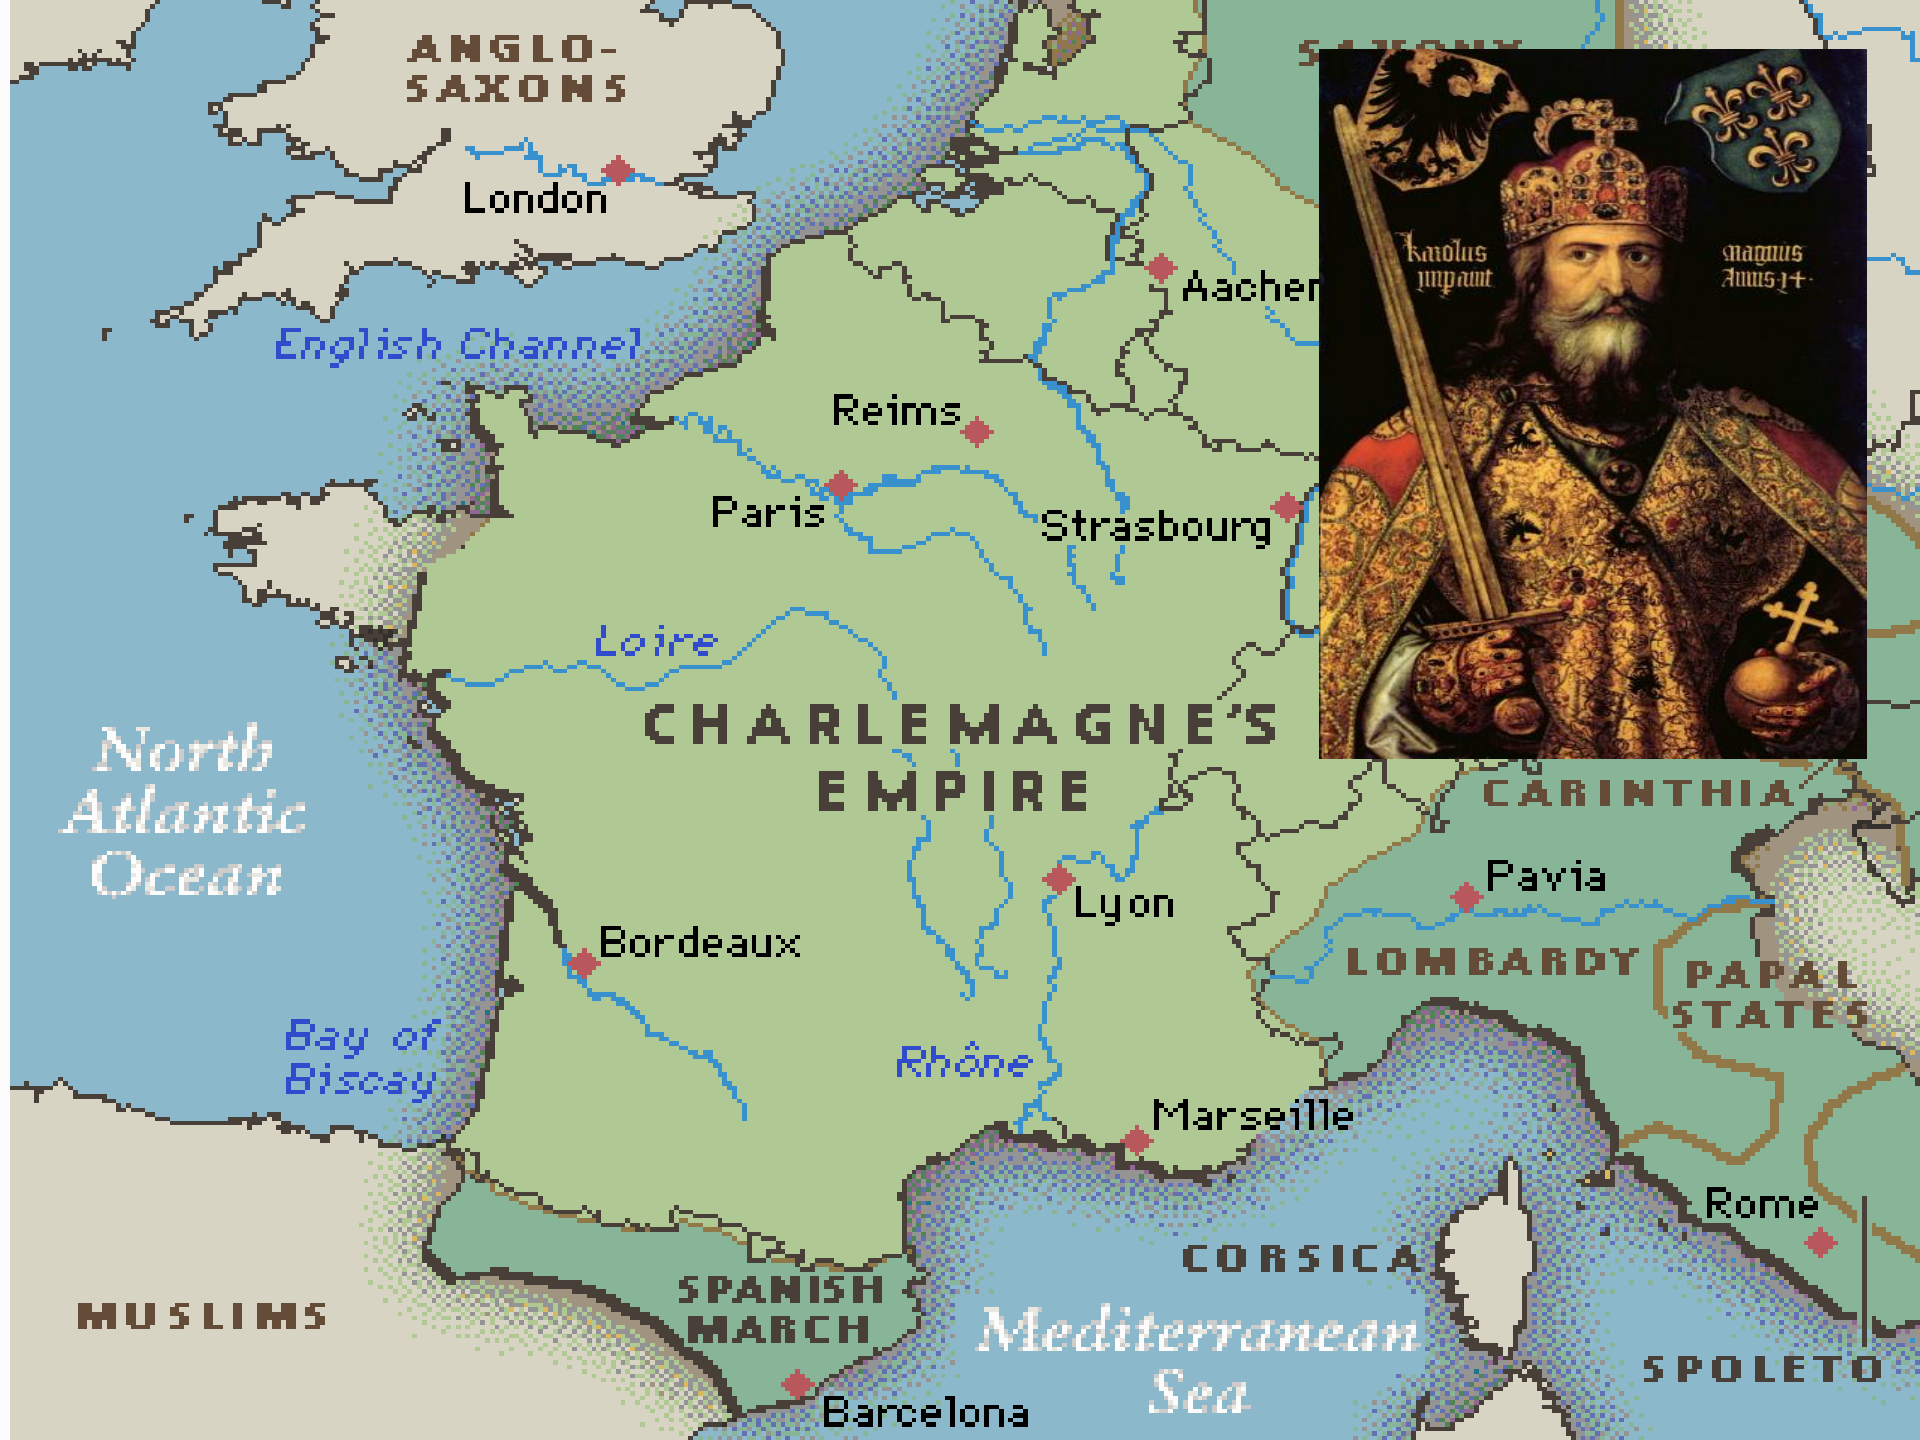 ANGLO-
SAXONS
SAXONY
London
karolus
magnus
Aachen
English Channel
Reims
Paris
Strasbourg
Loire
CHARLEMAGNE'S
EMPIRE
North
Atlantic
Ocean
CARINTHIA
Pavia
Lyon
Bordeaux
LOMBARDY
PAPAL
STATES
Bay of
Biscay
Rhône
Marseille
Rome
CORSICA
SPANISH
MARCH
MUSLIMS
Mediterranean
Sea
SPOLETO
Barcelona